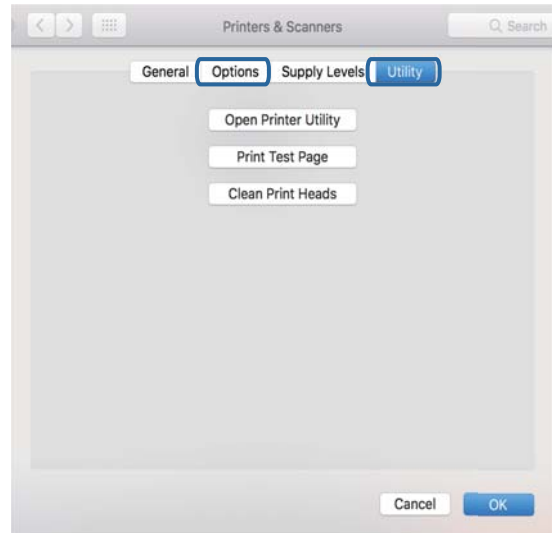 Printers & Scanners Search
General Options Supply Levels Utility
Open Printer Utility
Print Test Page
Clean Print Heads
Cancel OK